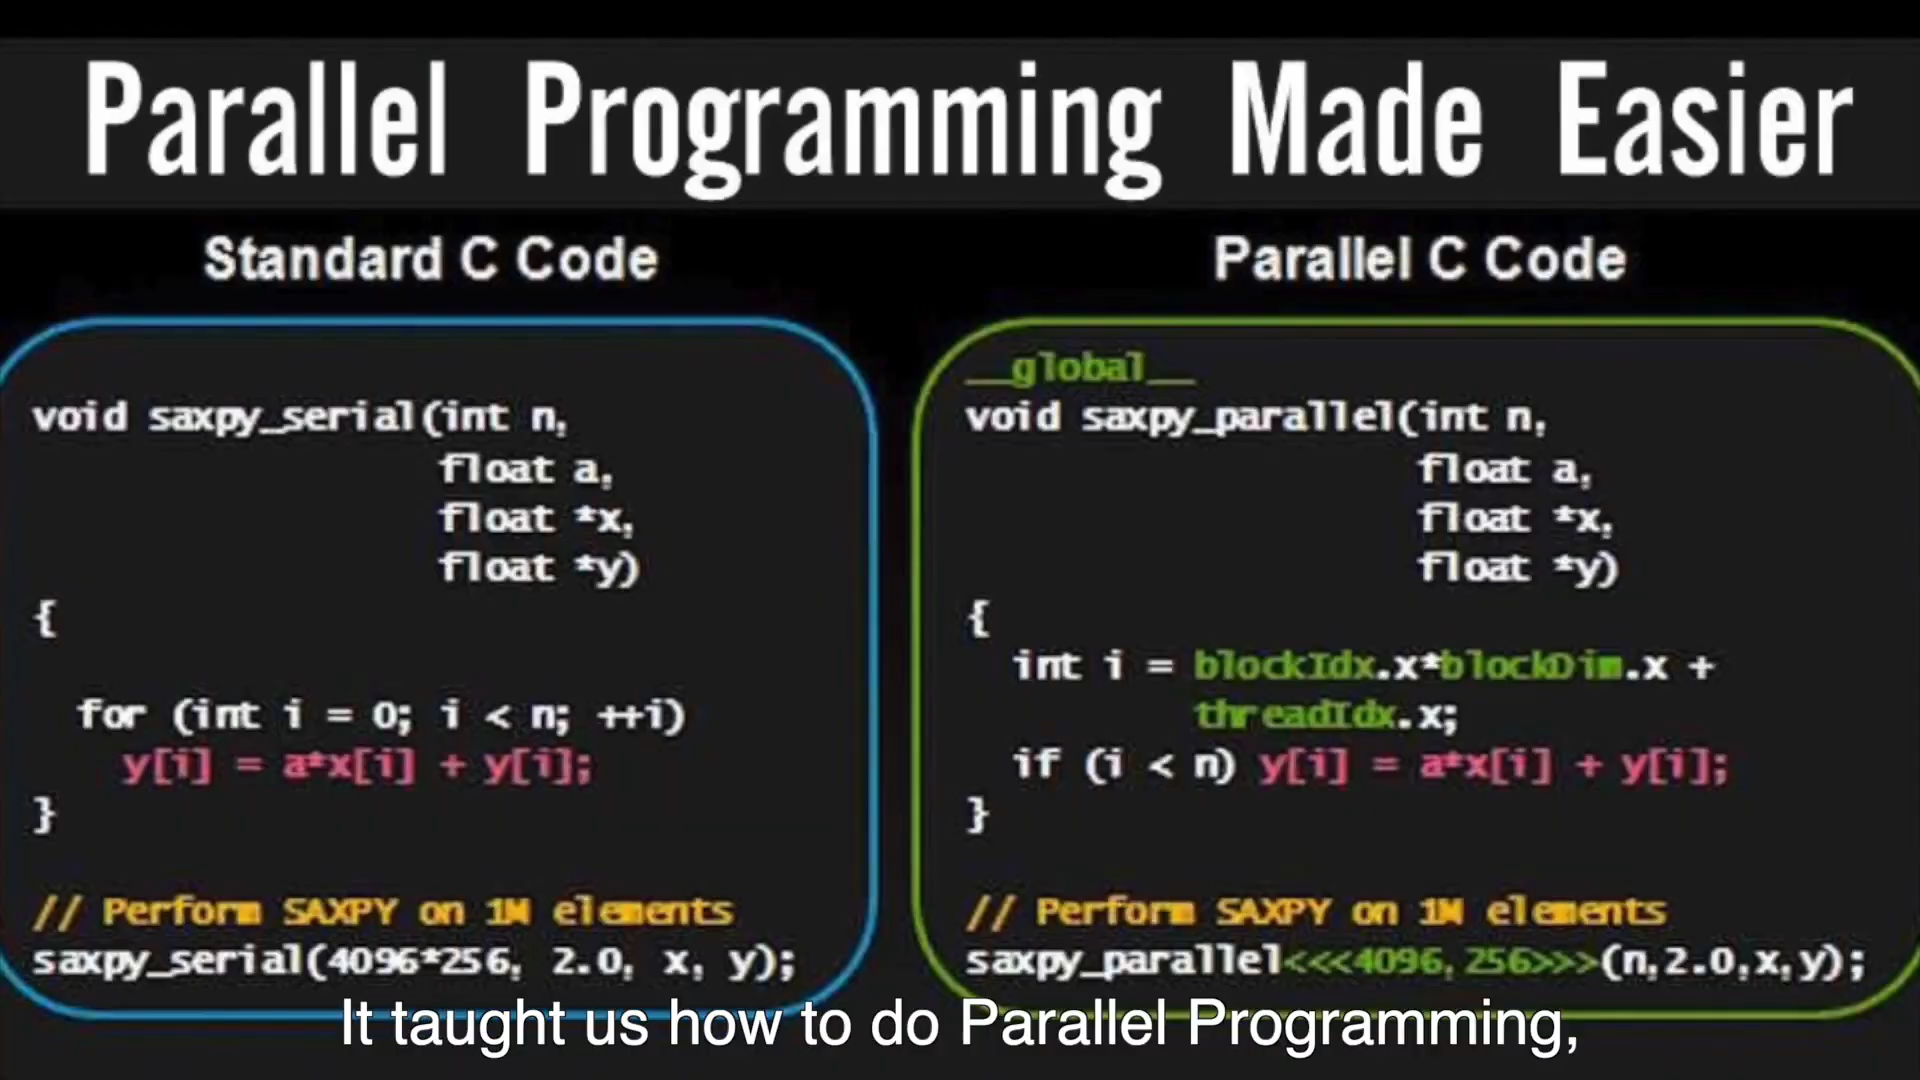 Parallel Programming Made Easier
Standard C Code
void saxpy_serial(int n,
float a,
float *x,
float *y)
{
for (int i = 0; i < n; ++i)
y[i] = a*x[i] + y[i];
}
// Perform SAXPY on 1M elements
saxpy_serial(4096*256, 2.0, x, y);
Parallel C Code
__global__
void saxpy_parallel(int n,
float a,
float *x,
float *y)
{
int i = blockIdx.x*blockDim.x +
threadIdx.x;
if (i < n) y[i] = a*x[i] + y[i];
}
// Perform SAXPY on 1M elements
saxpy_parallel<<<4096,256>>>(n,2.0,x,y);
It taught us how to do Parallel Programming,